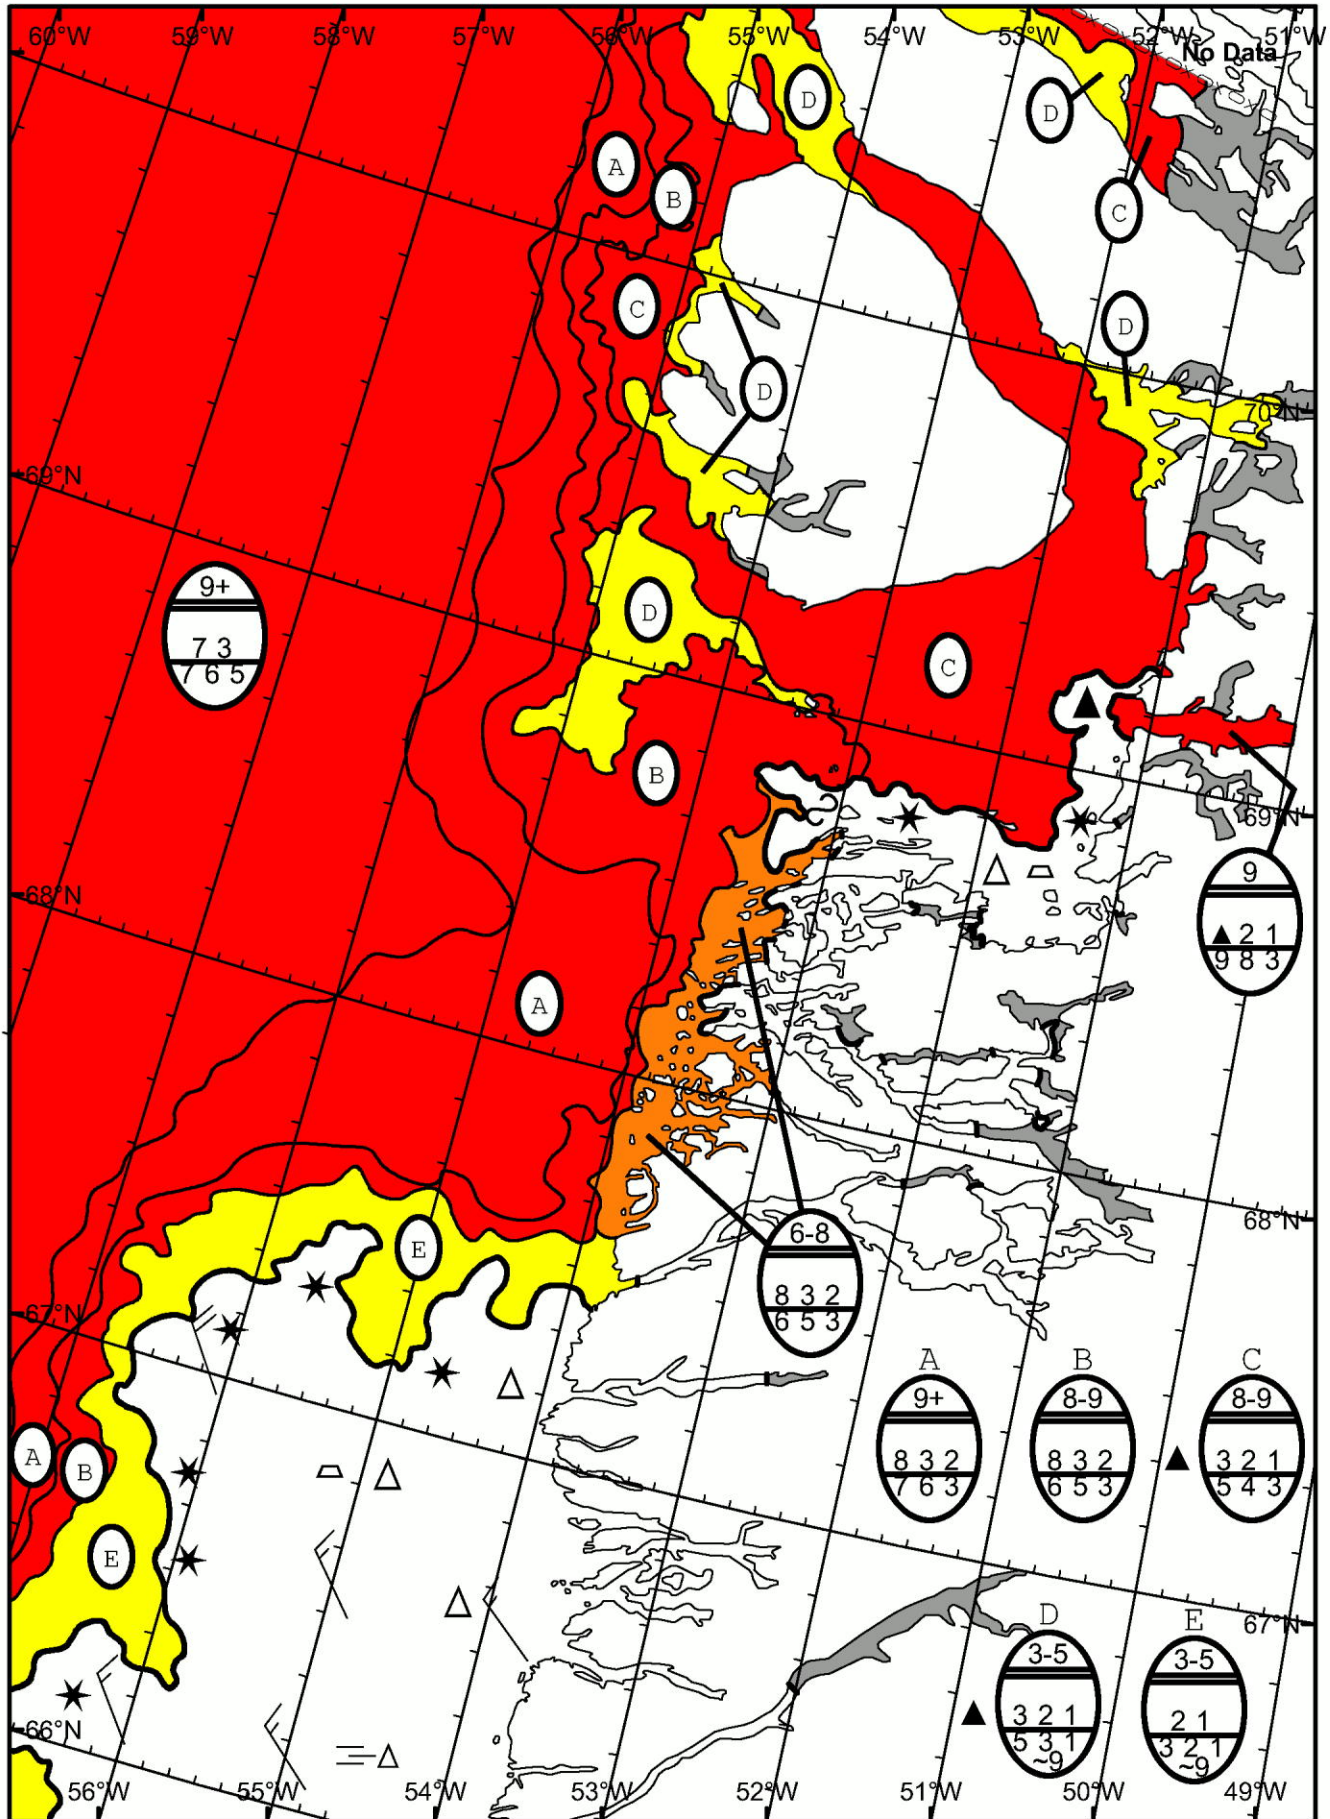 60°W 59°W 58°W 57°W 56°W 55°W 54°W 53°W 52°W 51°W
No Data
D
D
A
B
C
C
D
D
70°N
69°N
9+
7 3
7 6 5
D
C
B
69°N
9
▲ 2 1
9 8 3
68°N
A
68°N
E
6-8
8 3 2
6 5 3
67°N
A B C
9+ 8-9 8-9
8 3 2 8 3 2 3 2 1
7 6 3 6 5 3 5 4 3
A
B
E
67°N
D E
3-5 3-5
3 2 1 2 1
5 3 1 3 2 1
~9 ~9
66°N
56°W 55°W 54°W 53°W 52°W 51°W 50°W 49°W